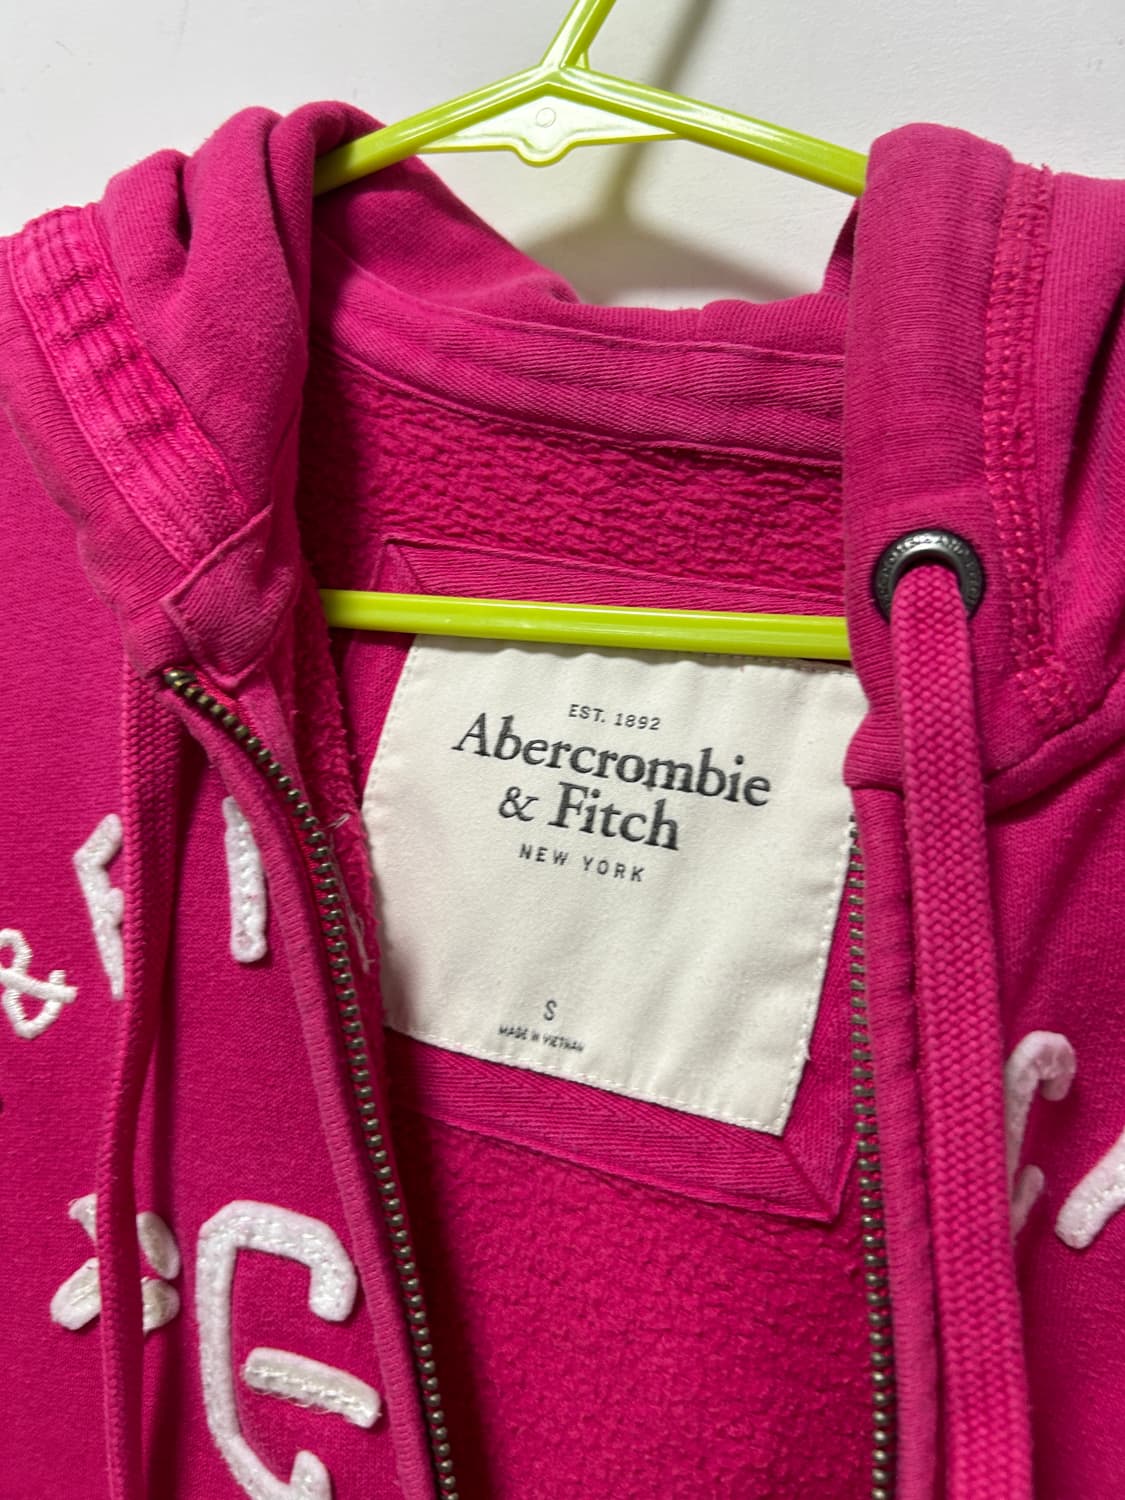 EST. 1892
Abercrombie
& Fitch
NEW YORK
S
MADE IN VIETNAM
&